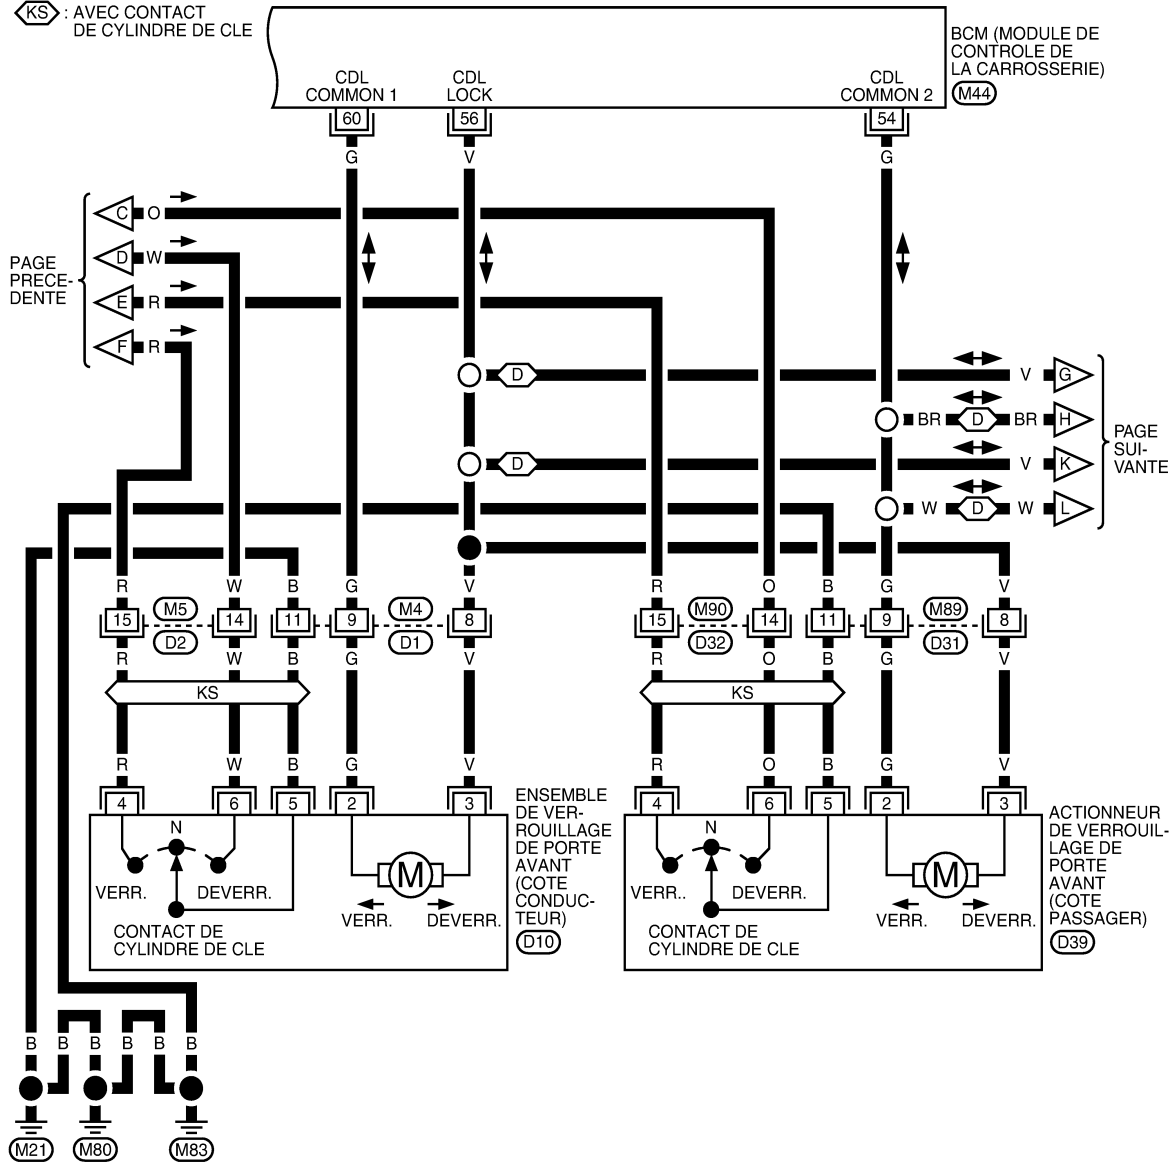 KS : AVEC CONTACT
DE CYLINDRE DE CLE
BCM (MODULE DE
CONTROLE DE
LA CARROSSERIE)
M44
CDL
COMMON 1
CDL
LOCK
CDL
COMMON 2
60
56
54
G
V
G
PAGE
PRECE-
DENTE
C O
D W
E R
F R
D V G
BR D BR H
D V K
W D W L
PAGE
SUI-
VANTE
R W B G V R O B G V
15 M5 14 11 M4 9 8 15 M90 14 11 M89 9 8
D2 D1 D32 D31
R W B G V R O B G V
KS KS
R W B G V R O B G V
4 6 5 2 3 4 6 5 2 3
ENSEMBLE
DE VER-
ROUILLAGE
DE PORTE
AVANT
(COTE
CONDUC-
TEUR)
D10
N
VERR. DEVERR.
CONTACT DE
CYLINDRE DE CLE
M
VERR. DEVERR.
N
VERR.. DEVERR.
CONTACT DE
CYLINDRE DE CLE
M
VERR. DEVERR.
ACTIONNEUR
DE VERROUIL-
LAGE DE
PORTE
AVANT
(COTE
PASSAGER)
D39
B B B B B B
M21 M80 M83